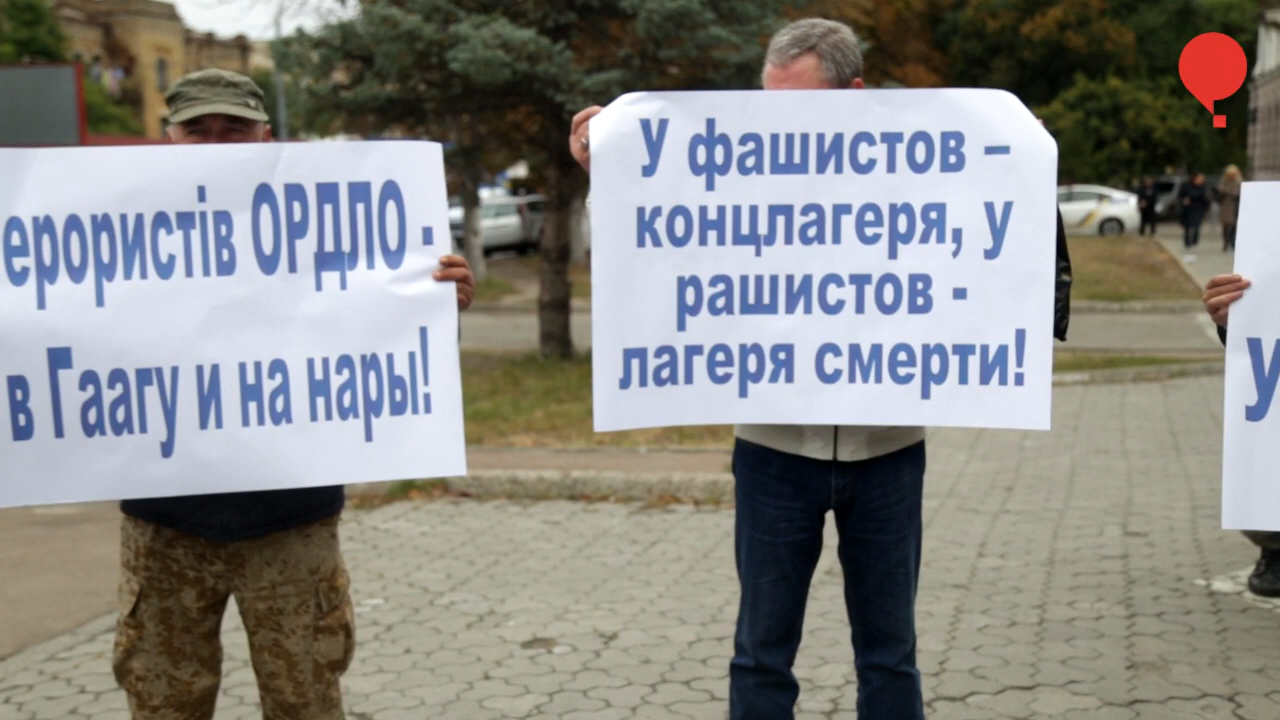 ерористів ОРДЛО -
в Гаагу и на нары!
У фашистов –
концлагеря, у
рашистов -
лагеря смерти!
У